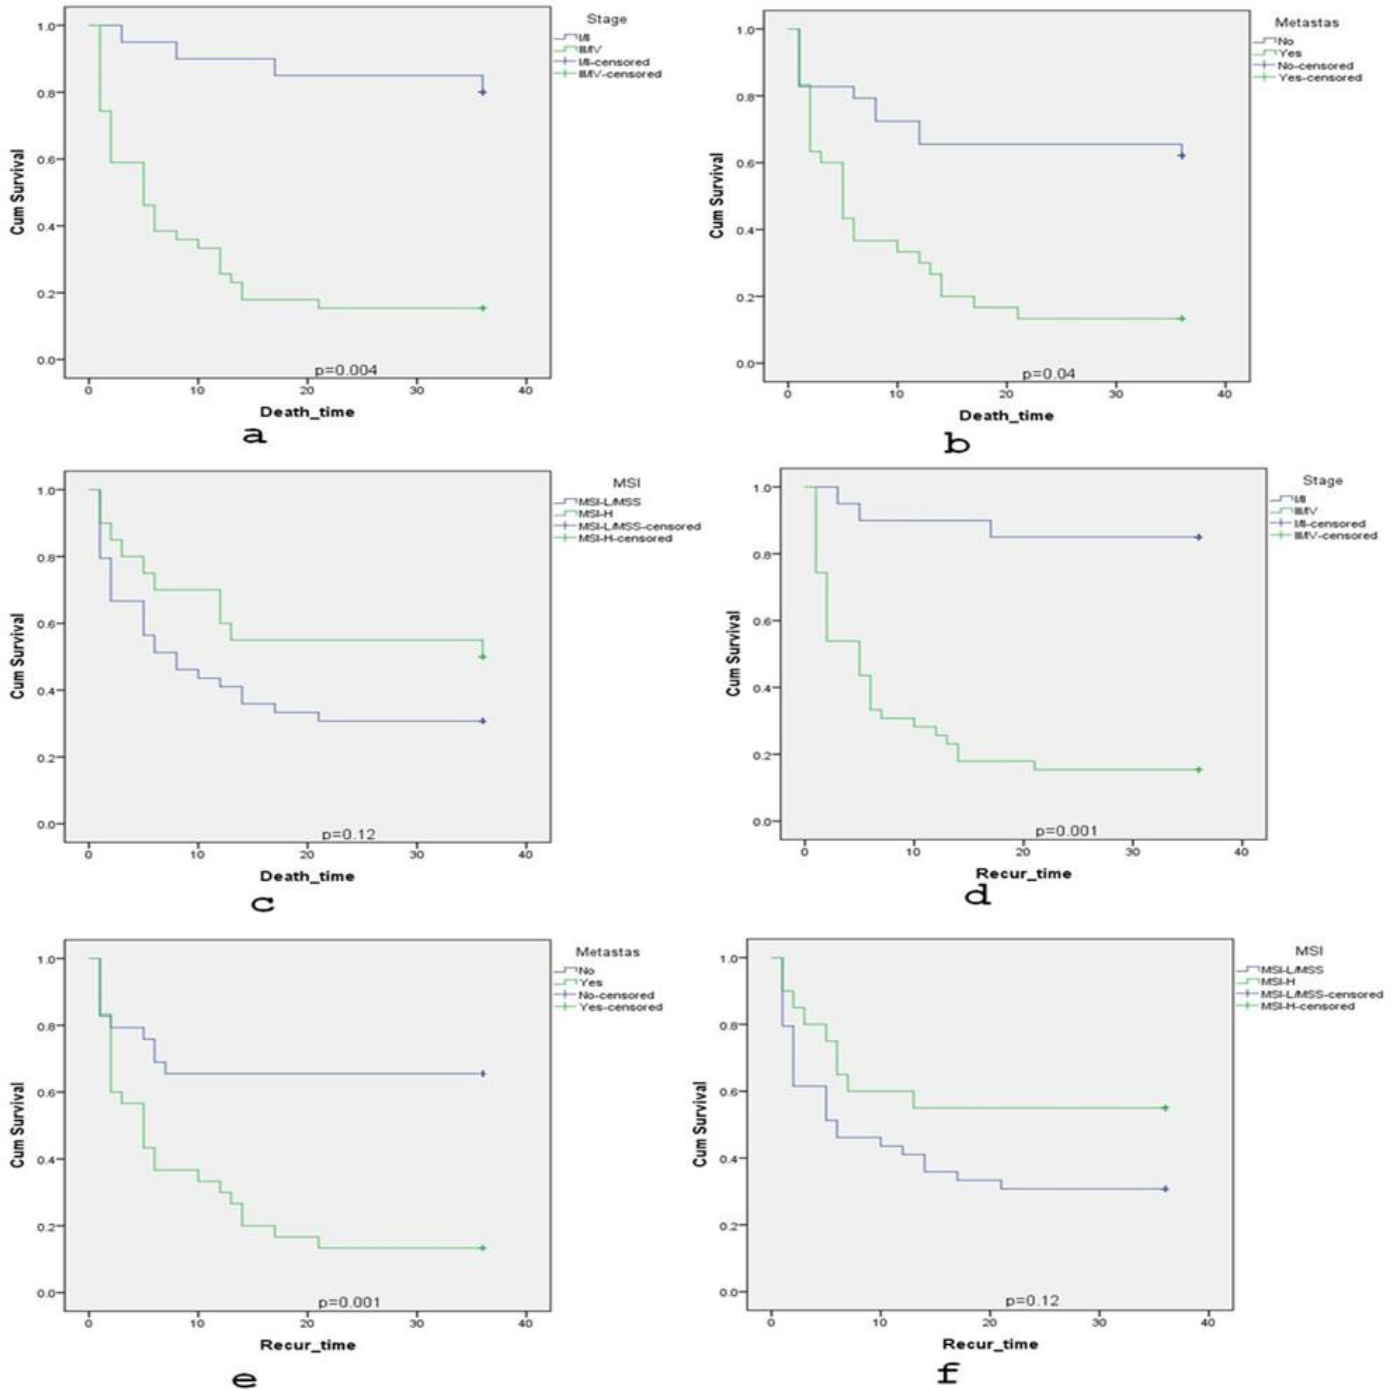 Stage
I/II
III/IV
I/II-censored
III/IV-censored
1.0
0.8
0.6
0.4
0.2
0.0
Cum Survival
p=0.004
0 10 20 30 40
Death_time
a
Metastas
No
Yes
No-censored
Yes-censored
1.0
0.8
0.6
0.4
0.2
0.0
Cum Survival
p=0.04
0 10 20 30 40
Death_time
b
MSI
MSI-L/MSS
MSI-H
MSI-L/MSS-censored
MSI-H-censored
1.0
0.8
0.6
0.4
0.2
0.0
Cum Survival
p=0.12
0 10 20 30 40
Death_time
c
Stage
I/II
III/IV
I/II-censored
III/IV-censored
1.0
0.8
0.6
0.4
0.2
0.0
Cum Survival
p=0.001
0 10 20 30 40
Recur_time
d
Metastas
No
Yes
No-censored
Yes-censored
1.0
0.8
0.6
0.4
0.2
0.0
Cum Survival
p=0.001
0 10 20 30 40
Recur_time
e
MSI
MSI-L/MSS
MSI-H
MSI-L/MSS-censored
MSI-H-censored
1.0
0.8
0.6
0.4
0.2
0.0
Cum Survival
p=0.12
0 10 20 30 40
Recur_time
f